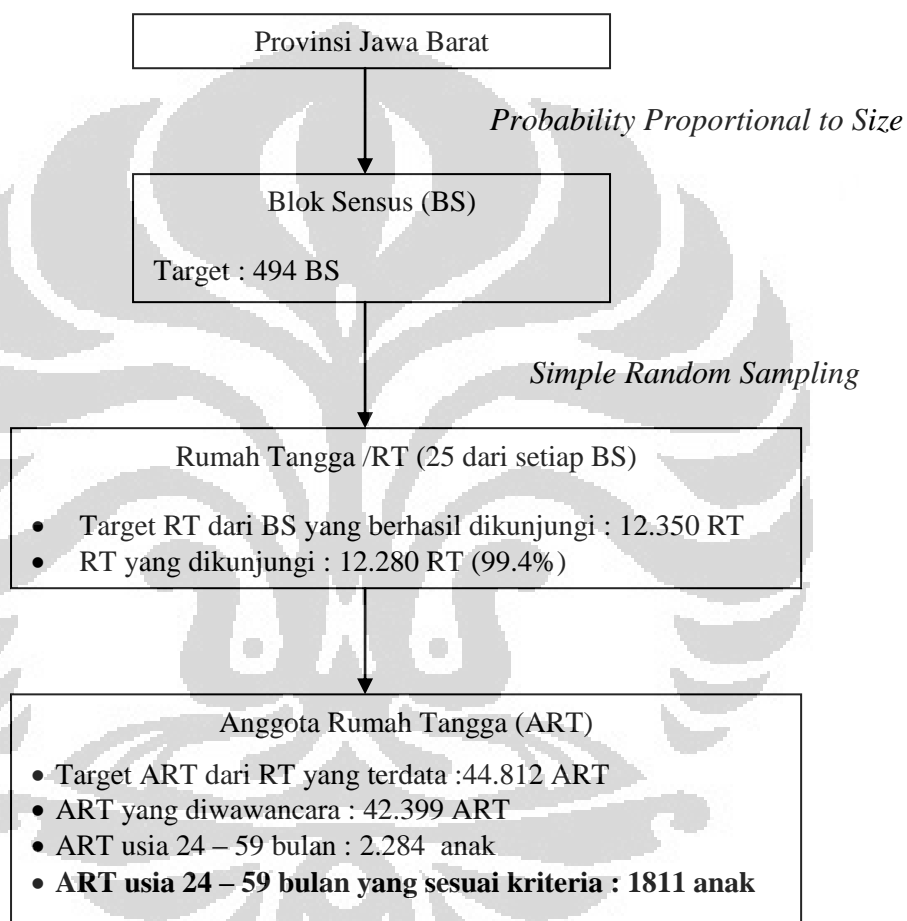 Provinsi Jawa Barat
Probability Proportional to Size
Blok Sensus (BS)
Target : 494 BS
Simple Random Sampling
Rumah Tangga /RT (25 dari setiap BS)
• Target RT dari BS yang berhasil dikunjungi : 12.350 RT
• RT yang dikunjungi : 12.280 RT (99.4%)
Anggota Rumah Tangga (ART)
• Target ART dari RT yang terdata :44.812 ART
• ART yang diwawancara : 42.399 ART
• ART usia 24 – 59 bulan : 2.284 anak
• ART usia 24 – 59 bulan yang sesuai kriteria : 1811 anak